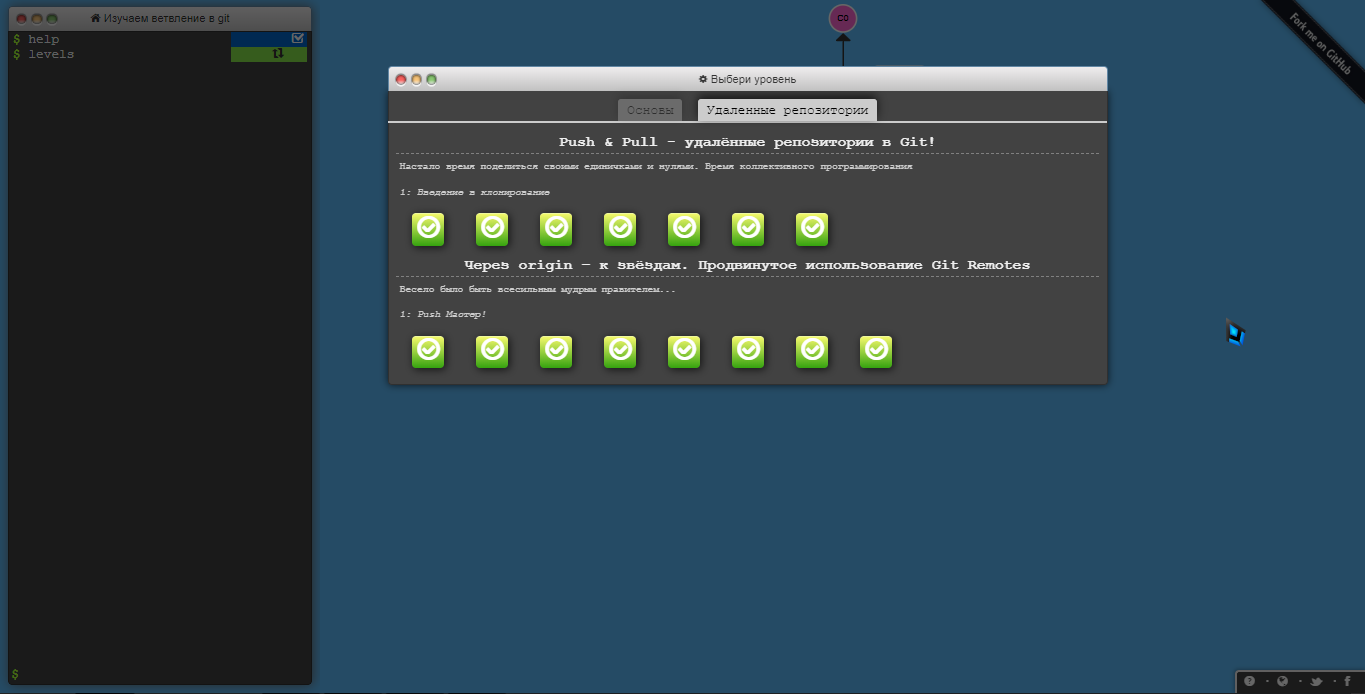 Изучаем ветвление в git
$ help
$ levels
$
C0
Fork me on GitHub
Выбери уровень
Основы
Удаленные репозитории
Push & Pull - удалённые репозитории в Git!
Настало время поделиться своими единичками и нулями. Время коллективного программирования
1: Введение в клонирование
Через origin – к звёздам. Продвинутое использование Git Remotes
Весело было быть всесильным мудрым правителем...
1: Push Мастер!